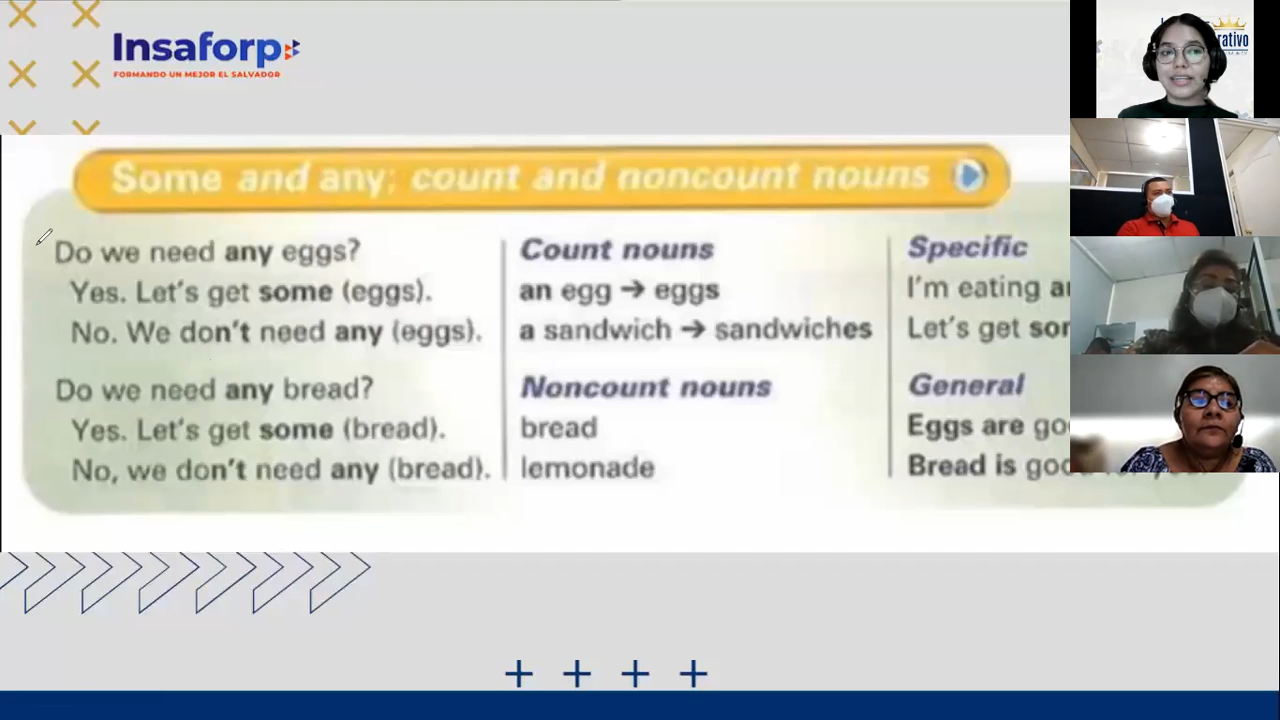 Insaforp
FORMANDO UN MEJOR EL SALVADOR
rativo
Some and any; count and noncount nouns
Do we need any eggs?
Yes. Let's get some (eggs).
No. We don't need any (eggs).
Do we need any bread?
Yes. Let's get some (bread).
No, we don't need any (bread).
Count nouns
an egg → eggs
a sandwich → sandwiches
Noncount nouns
bread
lemonade
Specific
I'm eating
Let's get
General
Eggs are
Bread is